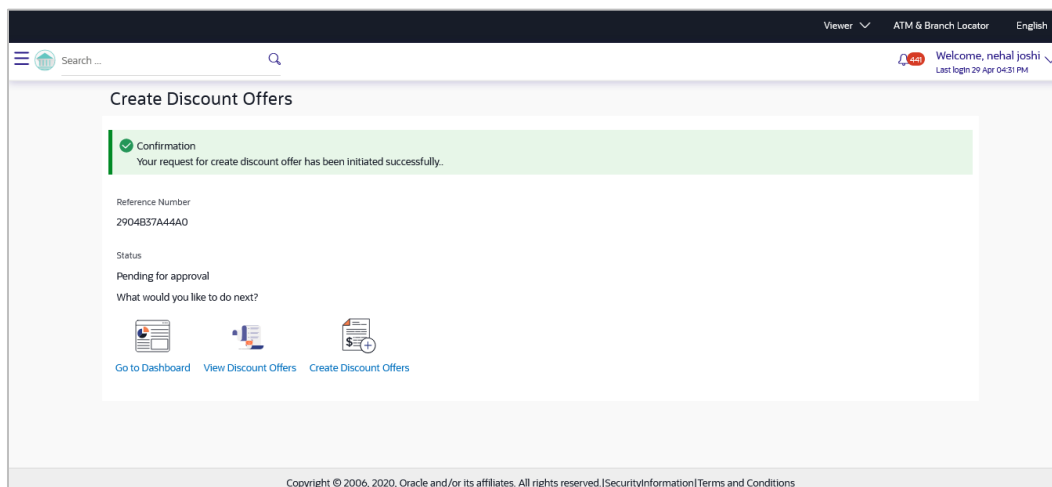 Viewer ATM & Branch Locator English
Search ... 441 Welcome, nehal joshi
Last login 29 Apr 04:31 PM
Create Discount Offers
Confirmation
Your request for create discount offer has been initiated successfully..
Reference Number
2904B37A44A0
Status
Pending for approval
What would you like to do next?
$
Go to Dashboard View Discount Offers Create Discount Offers
Copyright © 2006, 2020, Oracle and/or its affiliates. All rights reserved.|SecurityInformation|Terms and Conditions